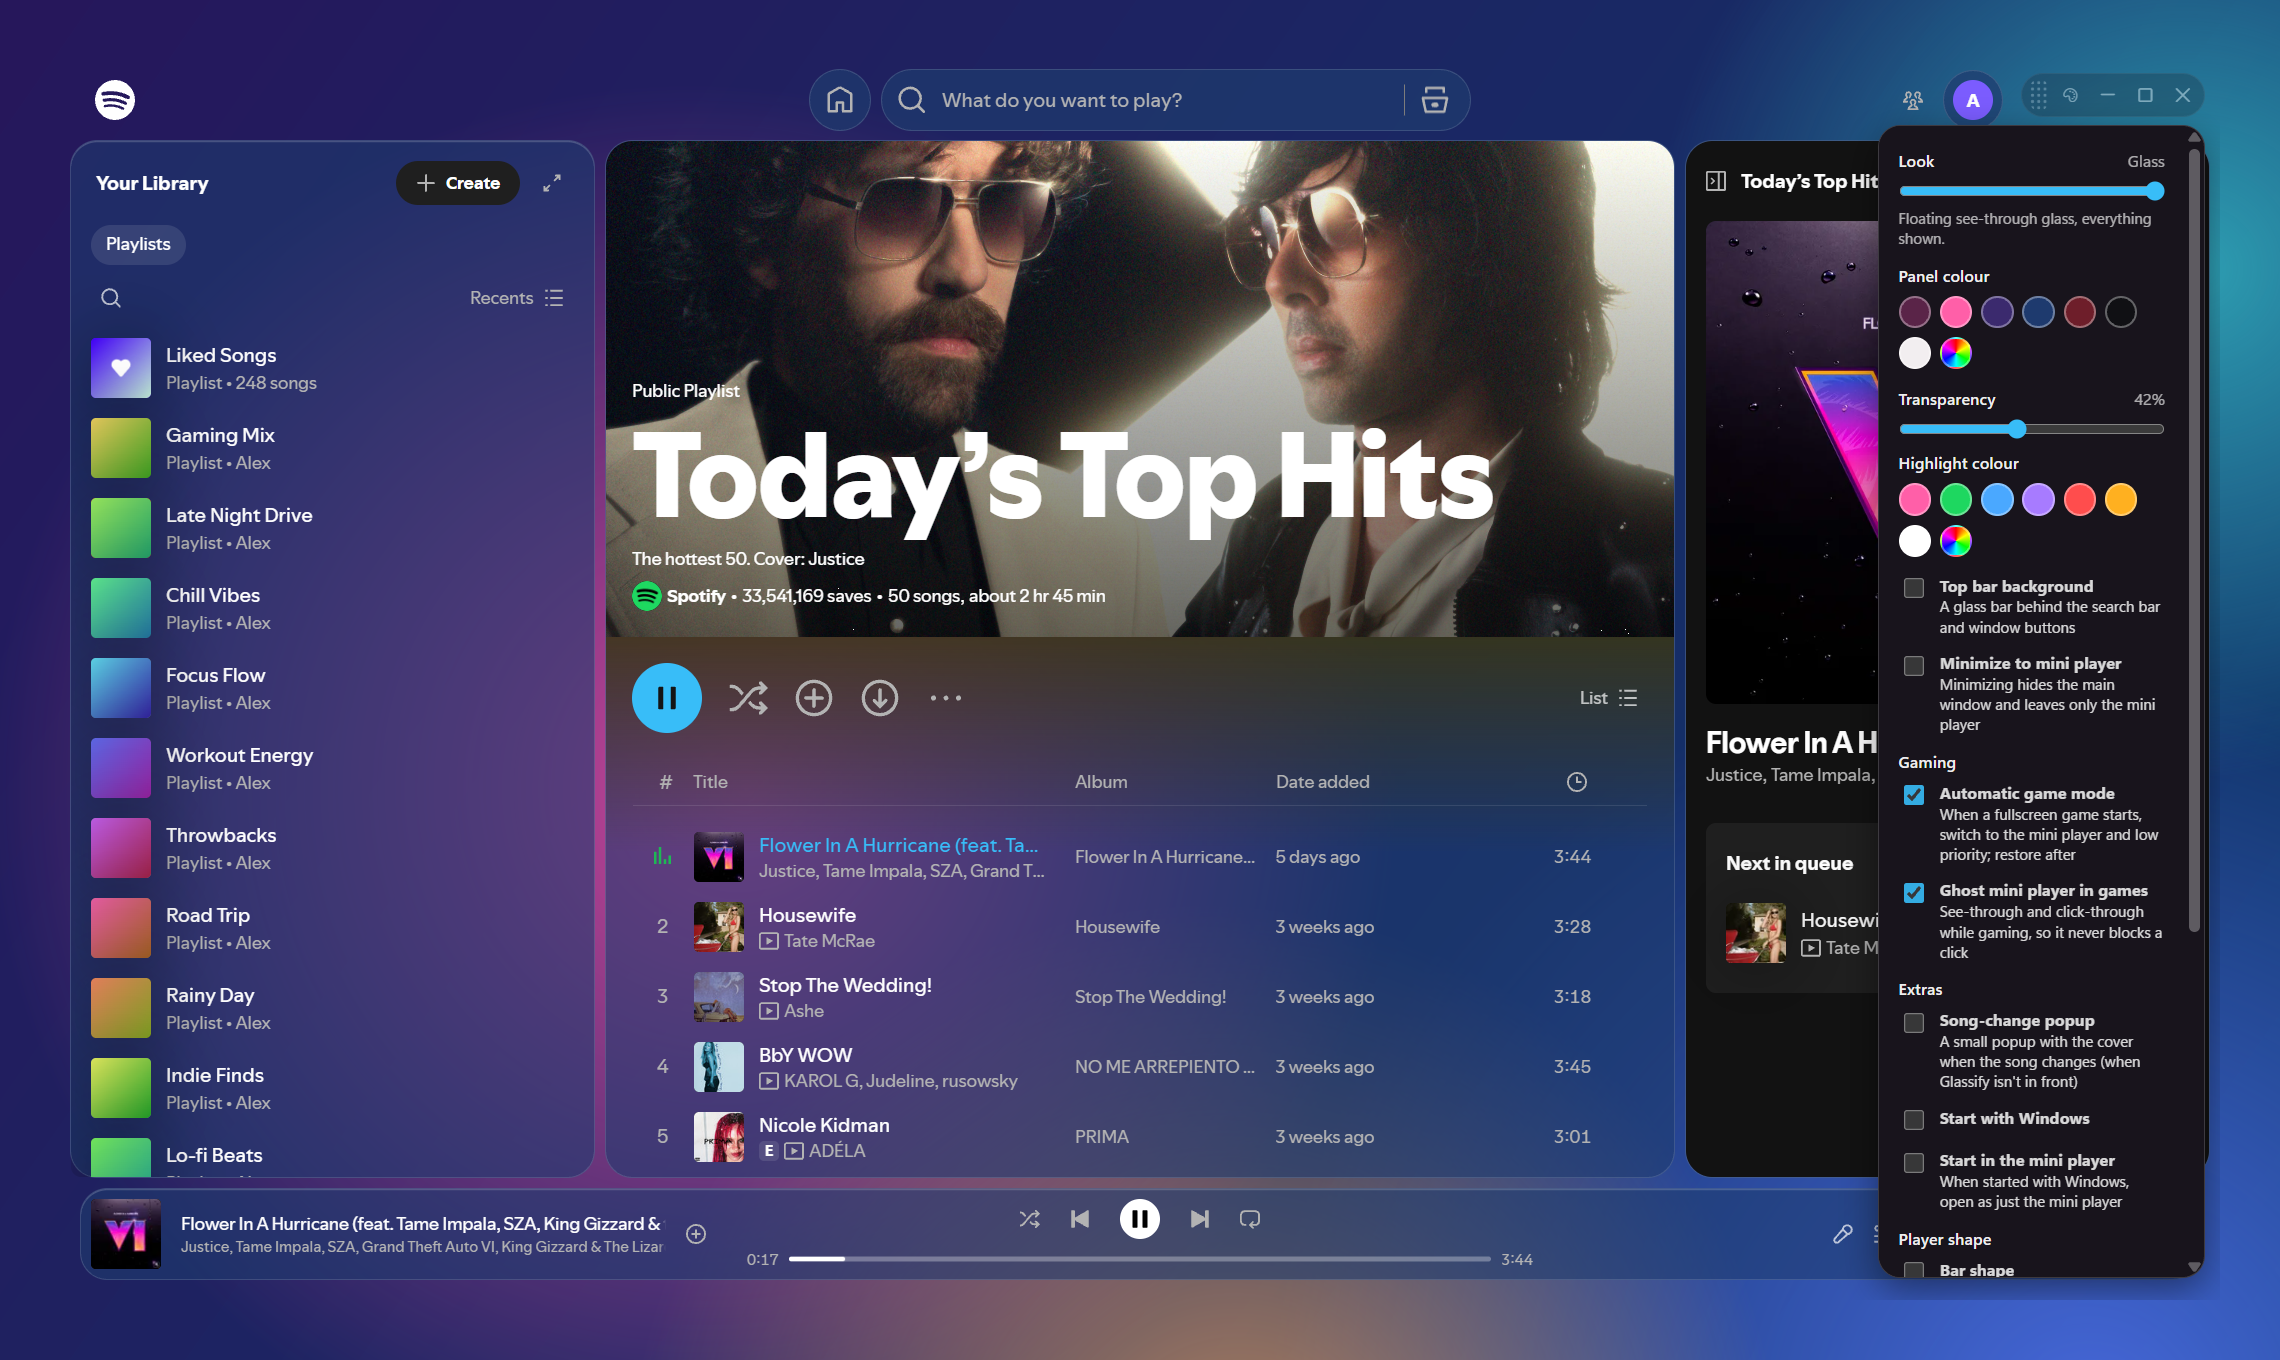 What do you want to play?
A
Your Library
Create
Playlists
Recents
Liked Songs
Playlist • 248 songs
Gaming Mix
Playlist • Alex
Late Night Drive
Playlist • Alex
Chill Vibes
Playlist • Alex
Focus Flow
Playlist • Alex
Workout Energy
Playlist • Alex
Throwbacks
Playlist • Alex
Road Trip
Playlist • Alex
Rainy Day
Playlist • Alex
Indie Finds
Playlist • Alex
Lo-fi Beats
Public Playlist
Today's Top Hits
The hottest 50. Cover: Justice
Spotify • 33,541,169 saves • 50 songs, about 2 hr 45 min
List
# Title Album Date added
Flower In A Hurricane (feat. Ta...
Justice, Tame Impala, SZA, Grand T...
Flower In A Hurricane... 5 days ago 3:44
2 Housewife
Tate McRae
Housewife 3 weeks ago 3:28
3 Stop The Wedding!
Ashe
Stop The Wedding! 3 weeks ago 3:18
4 BbY WOW
KAROL G, Judeline, rusowsky
NO ME ARREPIENTO ... 3 weeks ago 3:45
5 Nicole Kidman
E ADÉLA
PRIMA 3 weeks ago 3:01
Today's Top Hit
FL
Flower In A H
Justice, Tame Impala,
Next in queue
Housewi
Tate M
Look Glass
Floating see-through glass, everything
shown.
Panel colour
Transparency 42%
Highlight colour
Top bar background
A glass bar behind the search bar
and window buttons
Minimize to mini player
Minimizing hides the main
window and leaves only the mini
player
Gaming
Automatic game mode
When a fullscreen game starts,
switch to the mini player and low
priority; restore after
Ghost mini player in games
See-through and click-through
while gaming, so it never blocks a
click
Extras
Song-change popup
A small popup with the cover
when the song changes (when
Glassify isn't in front)
Start with Windows
Start in the mini player
When started with Windows,
open as just the mini player
Player shape
Bar shape
VI
Flower In A Hurricane (feat. Tame Impala, SZA, King Gizzard &
Justice, Tame Impala, SZA, Grand Theft Auto VI, King Gizzard & The Lizar
0:17 3:44